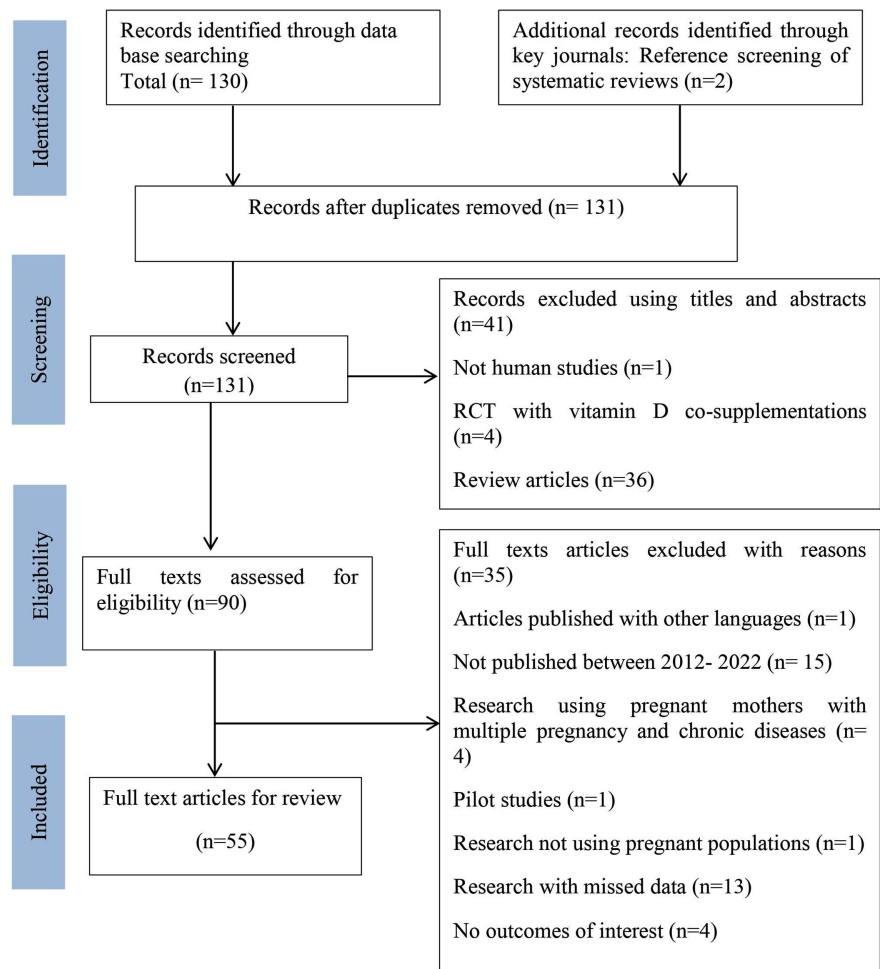 Identification
Records identified through data
base searching
Total (n= 130)
Additional records identified through
key journals: Reference screening of
systematic reviews (n=2)
Records after duplicates removed (n= 131)
Screening
Records screened
(n=131)
Records excluded using titles and abstracts
(n=41)
Not human studies (n=1)
RCT with vitamin D co-supplementations
(n=4)
Review articles (n=36)
Eligibility
Full texts assessed for
eligibility (n=90)
Full texts articles excluded with reasons
(n=35)
Articles published with other languages (n=1)
Not published between 2012- 2022 (n= 15)
Research using pregnant mothers with
multiple pregnancy and chronic diseases (n=
4)
Pilot studies (n=1)
Research not using pregnant populations (n=1)
Research with missed data (n=13)
No outcomes of interest (n=4)
Included
Full text articles for review
(n=55)